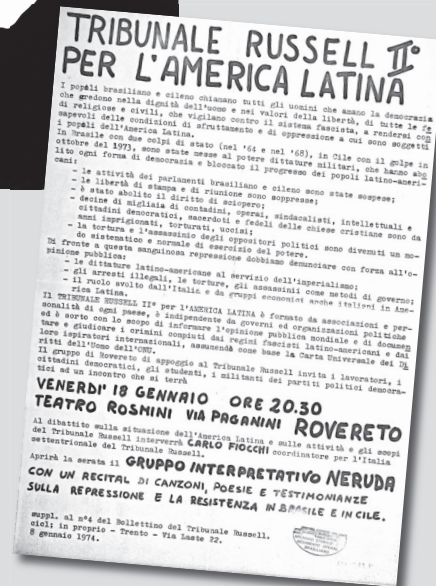 TRIBUNALE RUSSELL II°
PER L'AMERICA LATINA
I popoli brasiliano e cileno chiamano tutti gli uomini che amano la democrazia
che credono nella dignità dell'uomo e nei valori della libertà, di tutte le fe
di religiose e civili, che vigilano contro il sistema fascista, a rendersi con
sapevoli delle condizioni di sfruttamento e di oppressione a cui sono soggetti
i popoli dell'America Latina.
In Brasile con due colpi di stato (nel '64 e nel '68), in Cile con il golpe in
ottobre del 1973, sono state messe al potere dittature militari, che hanno abo
lito ogni forma di democrazia e bloccato il progresso dei popoli latino-ameri-
cani:
- le attività dei parlamenti brasiliano e cileno sono state sospese;
- le libertà di stampa e di riunione sono soppresse;
- è stato abolito il diritto di sciopero;
- decine di migliaia di contadini, operai, sindacalisti, intellettuali e
cittadini democratici, sacerdoti e fedeli delle chiese cristiane sono da
anni imprigionati, torturati, uccisi;
- la tortura e l'assassinio degli oppositori politici sono divenuti un mo-
do sistematico e normale di esercizio del potere.
Di fronte a questa sanguinosa repressione dobbiamo denunciare con forza all'o-
pinione pubblica:
- le dittature latino-americane al servizio dell'imperialismo;
- gli arresti illegali, le torture, gli assassinii come metodi di governo;
- il ruolo svolto dall'Italia e da gruppi economici anche italiani in Ame-
rica Latina.
Il TRIBUNALE RUSSELL II° per l'AMERICA LATINA è formato da associazioni e per-
sonalità di ogni paese, è indipendente da governi ed organizzazioni politiche
ed è sorto con lo scopo di informare l'opinione pubblica mondiale e di documen
tare e giudicare i crimini compiuti dai regimi fascisti latino-americani e dai
loro ispiratori internazionali, assumendo come base la Carta Universale dei Di
ritti dell'Uomo dell'ONU.
Il gruppo di Rovereto di appoggio al Tribunale Russell invita i lavoratori, i
cittadini democratici, gli studenti, i militanti dei partiti politici democra-
tici ad un incontro che si terrà
VENERDI' 18 GENNAIO ORE 20.30
TEATRO ROSMINI VIA PAGANINI ROVERETO
Al dibattito sulla situazione dell'America Latina e sulle attività e gli scopi
del Tribunale Russell interverrà CARLO FIOCCHI coordinatore per l'Italia
settentrionale del Tribunale Russell.
Aprirà la serata il GRUPPO INTERPRETATIVO NERUDA
CON UN RECITAL DI CANZONI, POESIE E TESTIMONIANZE
SULLA REPRESSIONE E LA RESISTENZA IN BRASILE E IN CILE.
suppl. al n°4 del Bollettino del Tribunale Russell.
cicl. in proprio - Trento - Via Laste 22.
8 gennaio 1974.